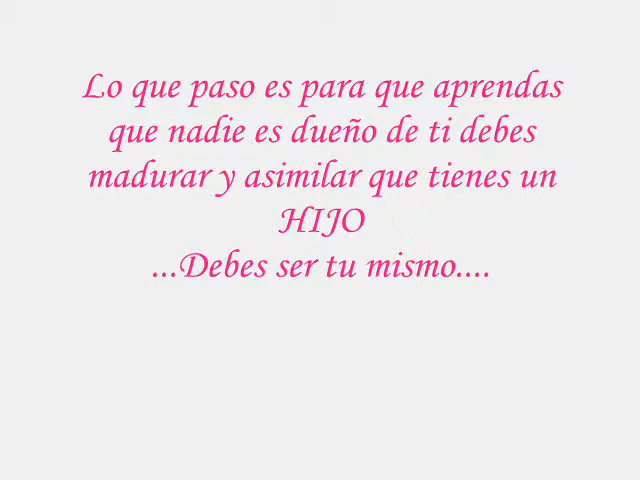 Lo que paso es para que aprendas
que nadie es dueño de ti debes
madurar y asimilar que tienes un
HIJO
...Debes ser tu mismo....